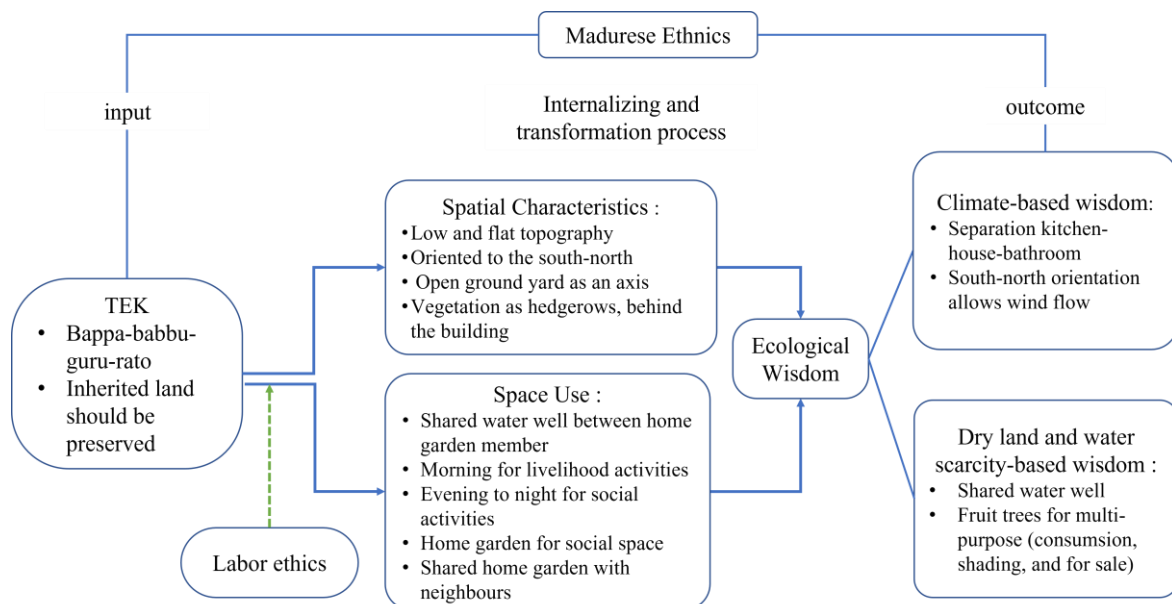 Madurese Ethnics
input
Internalizing and
transformation process
outcome
TEK
• Bappa-babbu-
guru-rato
• Inherited land
should be
preserved
Labor ethics
Spatial Characteristics :
• Low and flat topography
• Oriented to the south-north
• Open ground yard as an axis
• Vegetation as hedgerows, behind
the building
Space Use :
• Shared water well between home
garden member
• Morning for livelihood activities
• Evening to night for social
activities
• Home garden for social space
• Shared home garden with
neighbours
Ecological
Wisdom
Climate-based wisdom:
• Separation kitchen-
house-bathroom
• South-north orientation
allows wind flow
Dry land and water
scarcity-based wisdom :
• Shared water well
• Fruit trees for multi-
purpose (consumsion,
shading, and for sale)